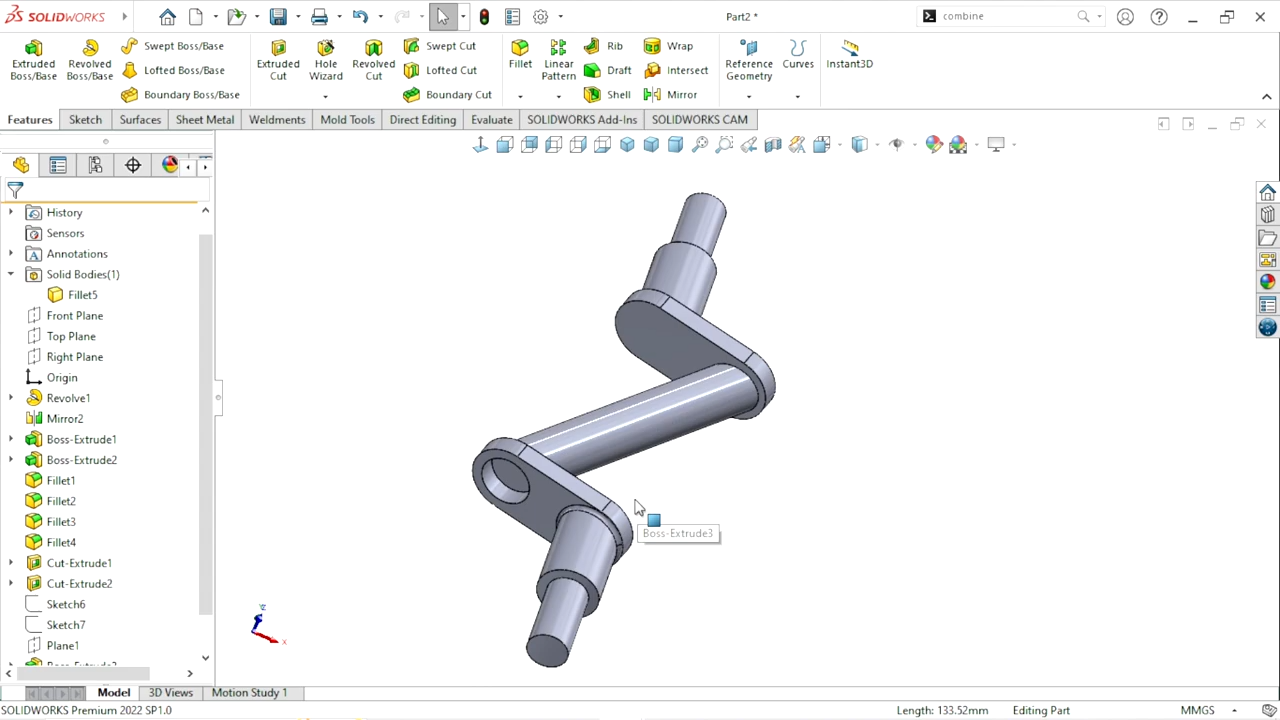 SOLIDWORKS
Part2 *
combine
Extruded Boss/Base
Revolved Boss/Base
Swept Boss/Base
Lofted Boss/Base
Boundary Boss/Base
Extruded Cut
Hole Wizard
Revolved Cut
Swept Cut
Lofted Cut
Boundary Cut
Fillet
Linear Pattern
Rib
Draft
Shell
Wrap
Intersect
Mirror
Reference Geometry
Curves
Instant3D
Features
Sketch
Surfaces
Sheet Metal
Weldments
Mold Tools
Direct Editing
Evaluate
SOLIDWORKS Add-Ins
SOLIDWORKS CAM
History
Sensors
Annotations
Solid Bodies(1)
Fillet5
Front Plane
Top Plane
Right Plane
Origin
Revolve1
Mirror2
Boss-Extrude1
Boss-Extrude2
Fillet1
Fillet2
Fillet3
Fillet4
Cut-Extrude1
Cut-Extrude2
Sketch6
Sketch7
Plane1
Boss-Extrude3
X
Model
3D Views
Motion Study 1
SOLIDWORKS Premium 2022 SP1.0
Length: 133.52mm
Editing Part
MMGS